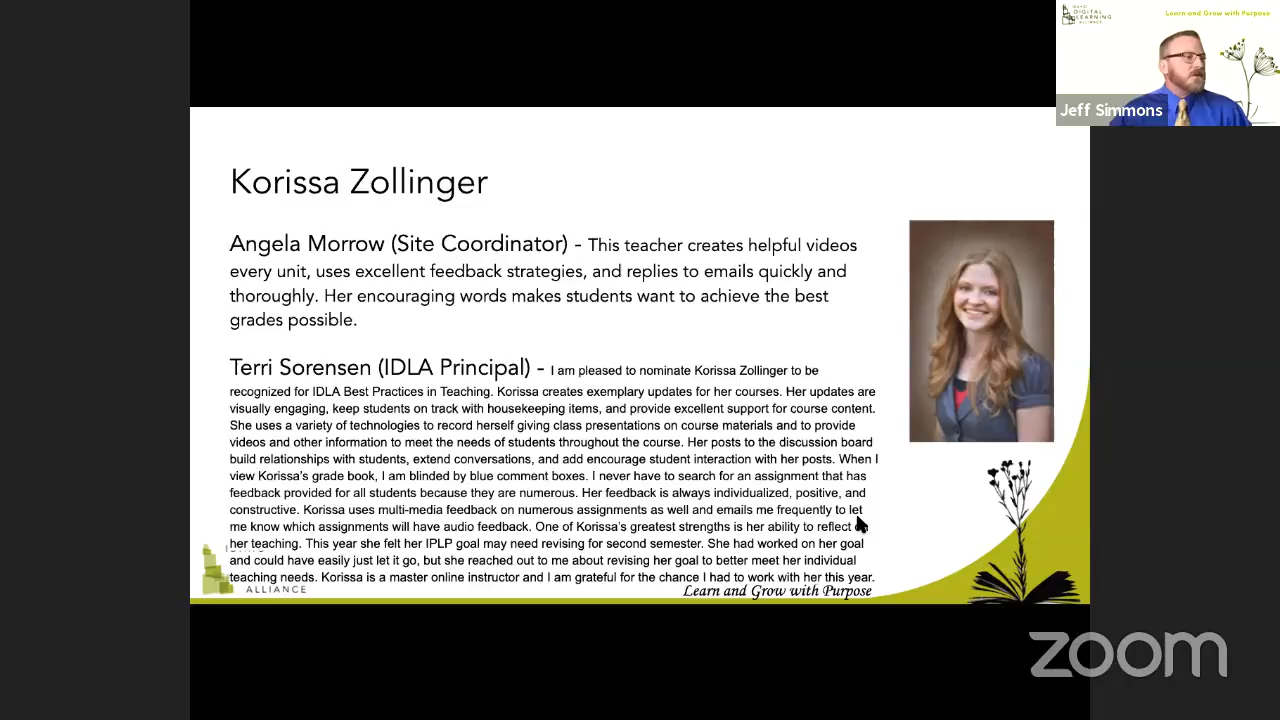 IDAHO
DIGITAL
LEARNING
ALLIANCE
Learn and Grow with Purpose
Jeff Simmons
Korissa Zollinger
Angela Morrow (Site Coordinator) - This teacher creates helpful videos
every unit, uses excellent feedback strategies, and replies to emails quickly and
thoroughly. Her encouraging words makes students want to achieve the best
grades possible.
Terri Sorensen (IDLA Principal) - I am pleased to nominate Korissa Zollinger to be
recognized for IDLA Best Practices in Teaching. Korissa creates exemplary updates for her courses. Her updates are
visually engaging, keep students on track with housekeeping items, and provide excellent support for course content.
She uses a variety of technologies to record herself giving class presentations on course materials and to provide
videos and other information to meet the needs of students throughout the course. Her posts to the discussion board
build relationships with students, extend conversations, and add encourage student interaction with her posts. When I
view Korissa's grade book, I am blinded by blue comment boxes. I never have to search for an assignment that has
feedback provided for all students because they are numerous. Her feedback is always individualized, positive, and
constructive. Korissa uses multi-media feedback on numerous assignments as well and emails me frequently to let
me know which assignments will have audio feedback. One of Korissa's greatest strengths is her ability to reflect on
her teaching. This year she felt her IPLP goal may need revising for second semester. She had worked on her goal
and could have easily just let it go, but she reached out to me about revising her goal to better meet her individual
teaching needs. Korissa is a master online instructor and I am grateful for the chance I had to work with her this year.
ALLIANCE
Learn and Grow with Purpose
zoom